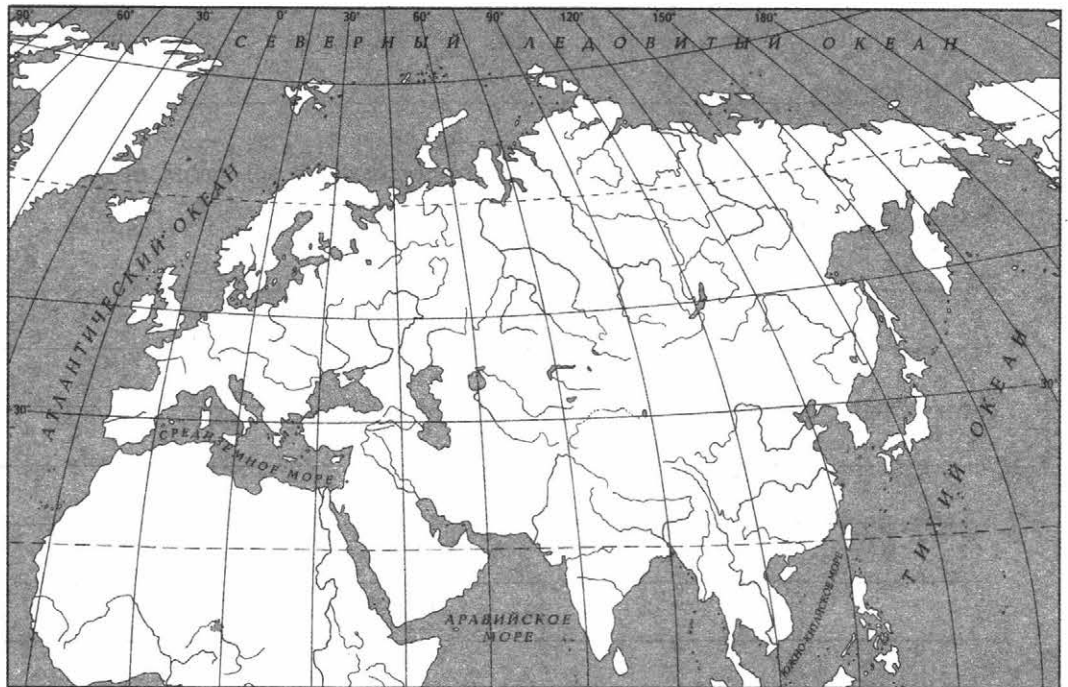 90° 60° 30° 0° 30° 60° 90° 120° 150° 180°
СЕВЕРНЫЙ ЛЕДОВИТЫЙ ОКЕАН
АТЛАНТИЧЕСКИЙ ОКЕАН
30°
30°
СРЕДИЗЕМНОЕ МОРЕ
ТИХИЙ ОКЕАН
АРАВИЙСКОЕ
МОРЕ
ЮЖНО-КИТАЙСКОЕ МОРЕ